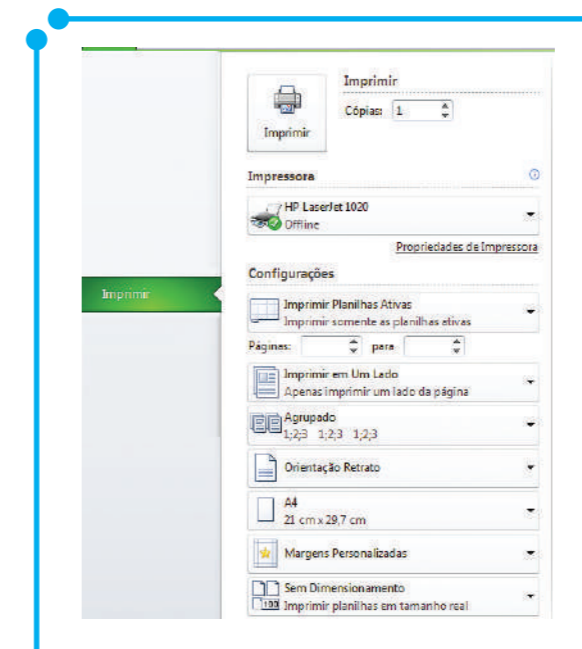 Imprimir
Cópias: 1
Imprimir
Impressora
HP LaserJet 1020
Offline
Propriedades de Impressora
Configurações
Imprimir
Imprimir Planilhas Ativas
Imprimir somente as planilhas ativas
Páginas: para
Imprimir em Um Lado
Apenas imprimir um lado da página
Agrupado
1;2;3 1;2;3 1;2;3
Orientação Retrato
A4
21 cm x 29,7 cm
Margens Personalizadas
Sem Dimensionamento
100 Imprimir planilhas em tamanho real